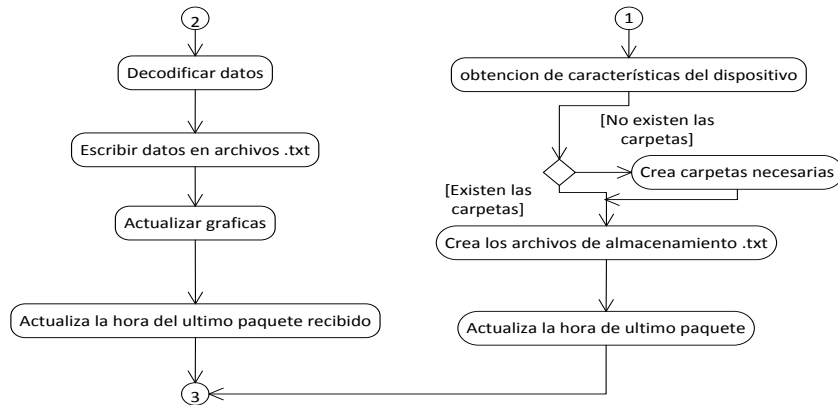 2
Decodificar datos
Escribir datos en archivos .txt
Actualizar graficas
Actualiza la hora del ultimo paquete recibido
3
1
obtencion de características del dispositivo
[No existen las
carpetas]
Crea carpetas necesarias
[Existen las
carpetas]
Crea los archivos de almacenamiento .txt
Actualiza la hora de ultimo paquete